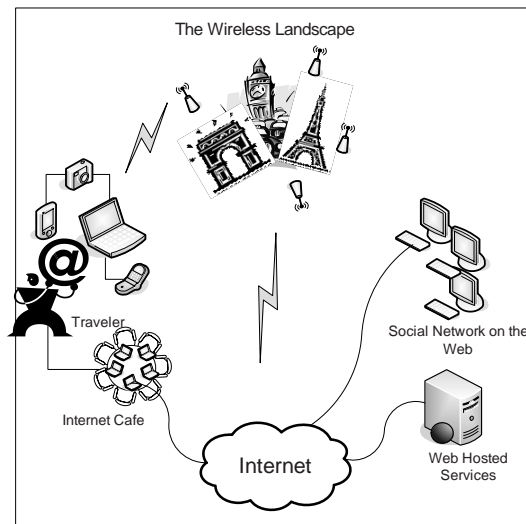 The Wireless Landscape
@
Traveler
Social Network on the
Web
Internet Cafe
Internet
Web Hosted
Services